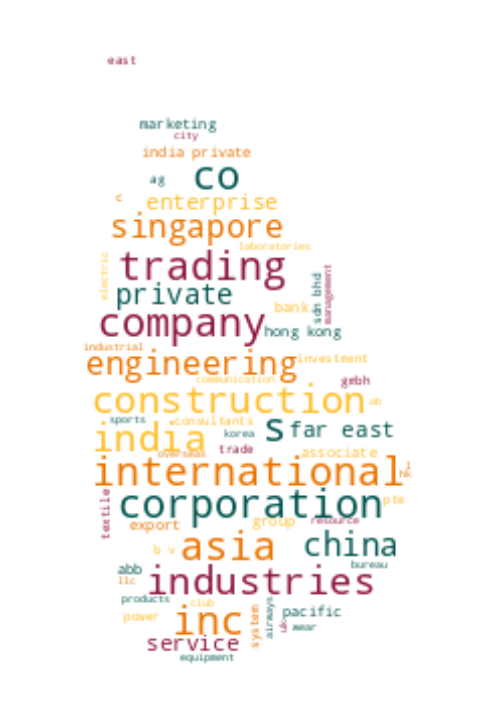 east
marketing
city
india private
ag
co
c
enterprise
singapore
laboratories
electric
trading
sdn bhd
management
private
bank
company
hong kong
industrial
engineering
investment
communication
gmbh
construction
ab
sports
consultants
s
far east
india
korea
trade
overseas
associate
international
l
hk
corporation
pte
textile
export
group
resource
b v
asia
china
bureau
abb
llc
industries
products
club
power
inc
system
airways
pacific
uk
wear
service
equipment